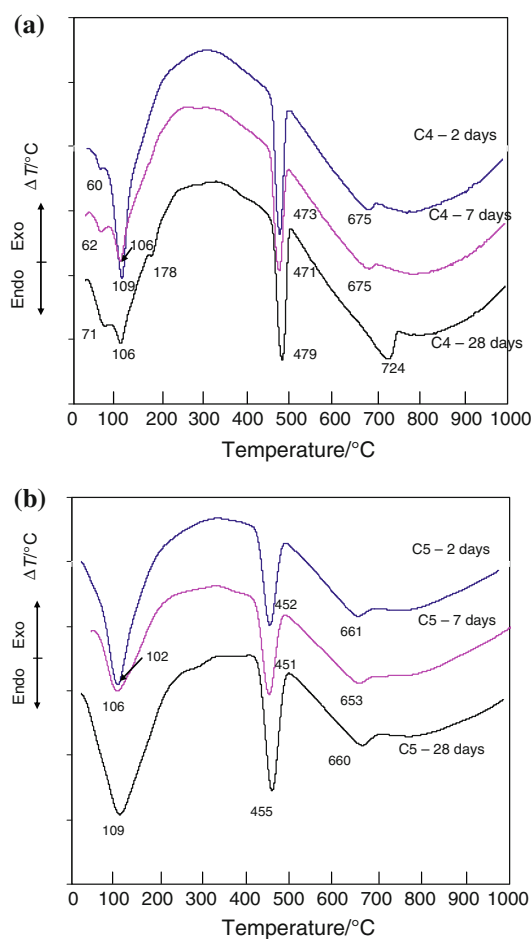 (a)
ΔT/°C
Exo
Endo
C4 – 2 days
60
C4 – 7 days
62
106
473
675
109
178
471
675
C4 – 28 days
71
106
479
724
0 100 200 300 400 500 600 700 800 900 1000
Temperature/°C
(b)
ΔT/°C
Exo
Endo
C5 – 2 days
452
661
C5 – 7 days
102
451
106
653
C5 – 28 days
660
455
109
0 100 200 300 400 500 600 700 800 900 1000
Temperature/°C